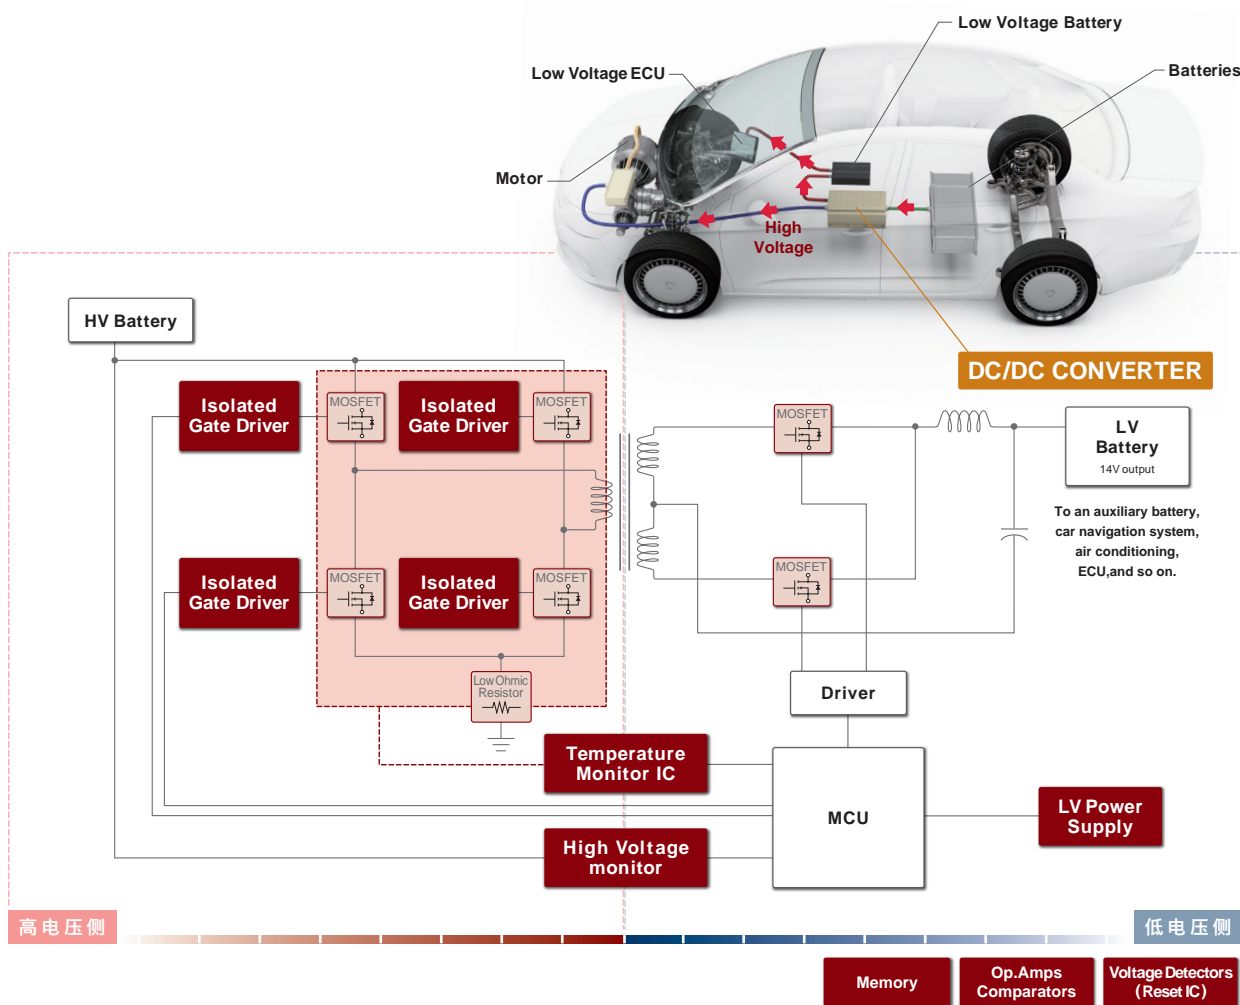 Low Voltage Battery
Low Voltage ECU
Batteries
Motor
High
Voltage
HV Battery
DC/DC CONVERTER
Isolated
Gate Driver
MOSFET
Isolated
Gate Driver
MOSFET
MOSFET
LV
Battery
14V output
To an auxiliary battery,
car navigation system,
air conditioning,
ECU,and so on.
Isolated
Gate Driver
MOSFET
Isolated
Gate Driver
MOSFET
MOSFET
Low Ohmic
Resistor
Driver
Temperature
Monitor IC
MCU
LV Power
Supply
High Voltage
monitor
高电压侧
低电压侧
Memory
Op.Amps
Comparators
Voltage Detectors
(Reset IC)